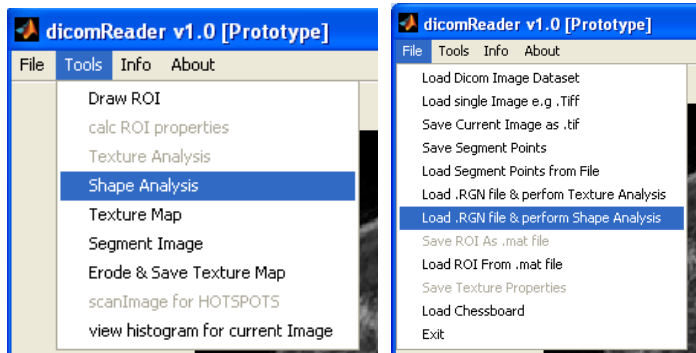 dicomReader v1.0 [Prototype]
File Tools Info About
Draw ROI
calc ROI properties
Texture Analysis
Shape Analysis
Texture Map
Segment Image
Erode & Save Texture Map
scanImage for HOTSPOTS
view histogram for current Image
dicomReader v1.0 [Prototype]
File Tools Info About
Load Dicom Image Dataset
Load single Image e.g .Tiff
Save Current Image as .tif
Save Segment Points
Load Segment Points from File
Load .RGN file & perfom Texture Analysis
Load .RGN file & perform Shape Analysis
Save ROI As .mat file
Load ROI From .mat file
Save Texture Properties
Load Chessboard
Exit